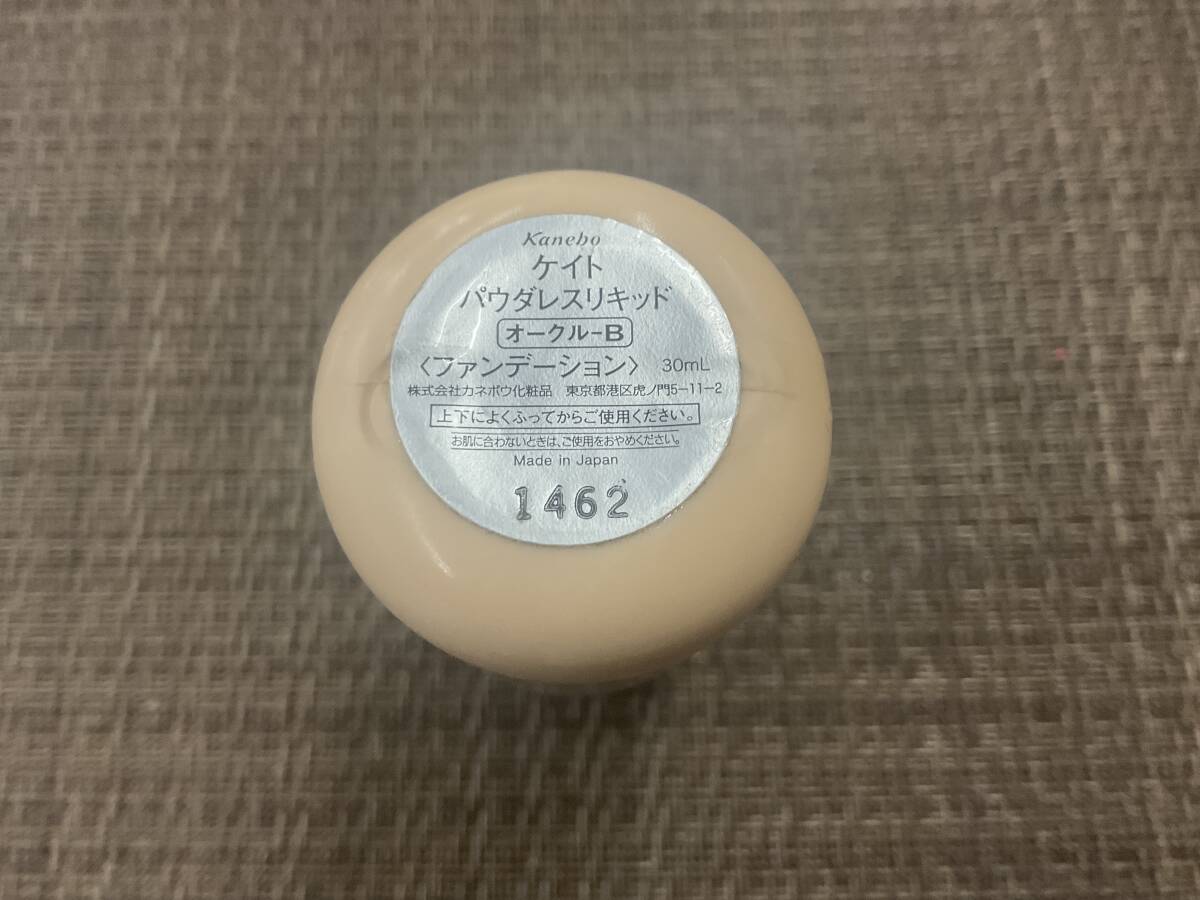 Kanebo
ケイト
パウダレスリキッド
オークル-B
〈ファンデーション〉 30mL
株式会社カネボウ化粧品 東京都港区虎ノ門5-11-2
上下によくふってからご使用ください。
お肌に合わないときは、ご使用をおやめください。
Made in Japan
1462